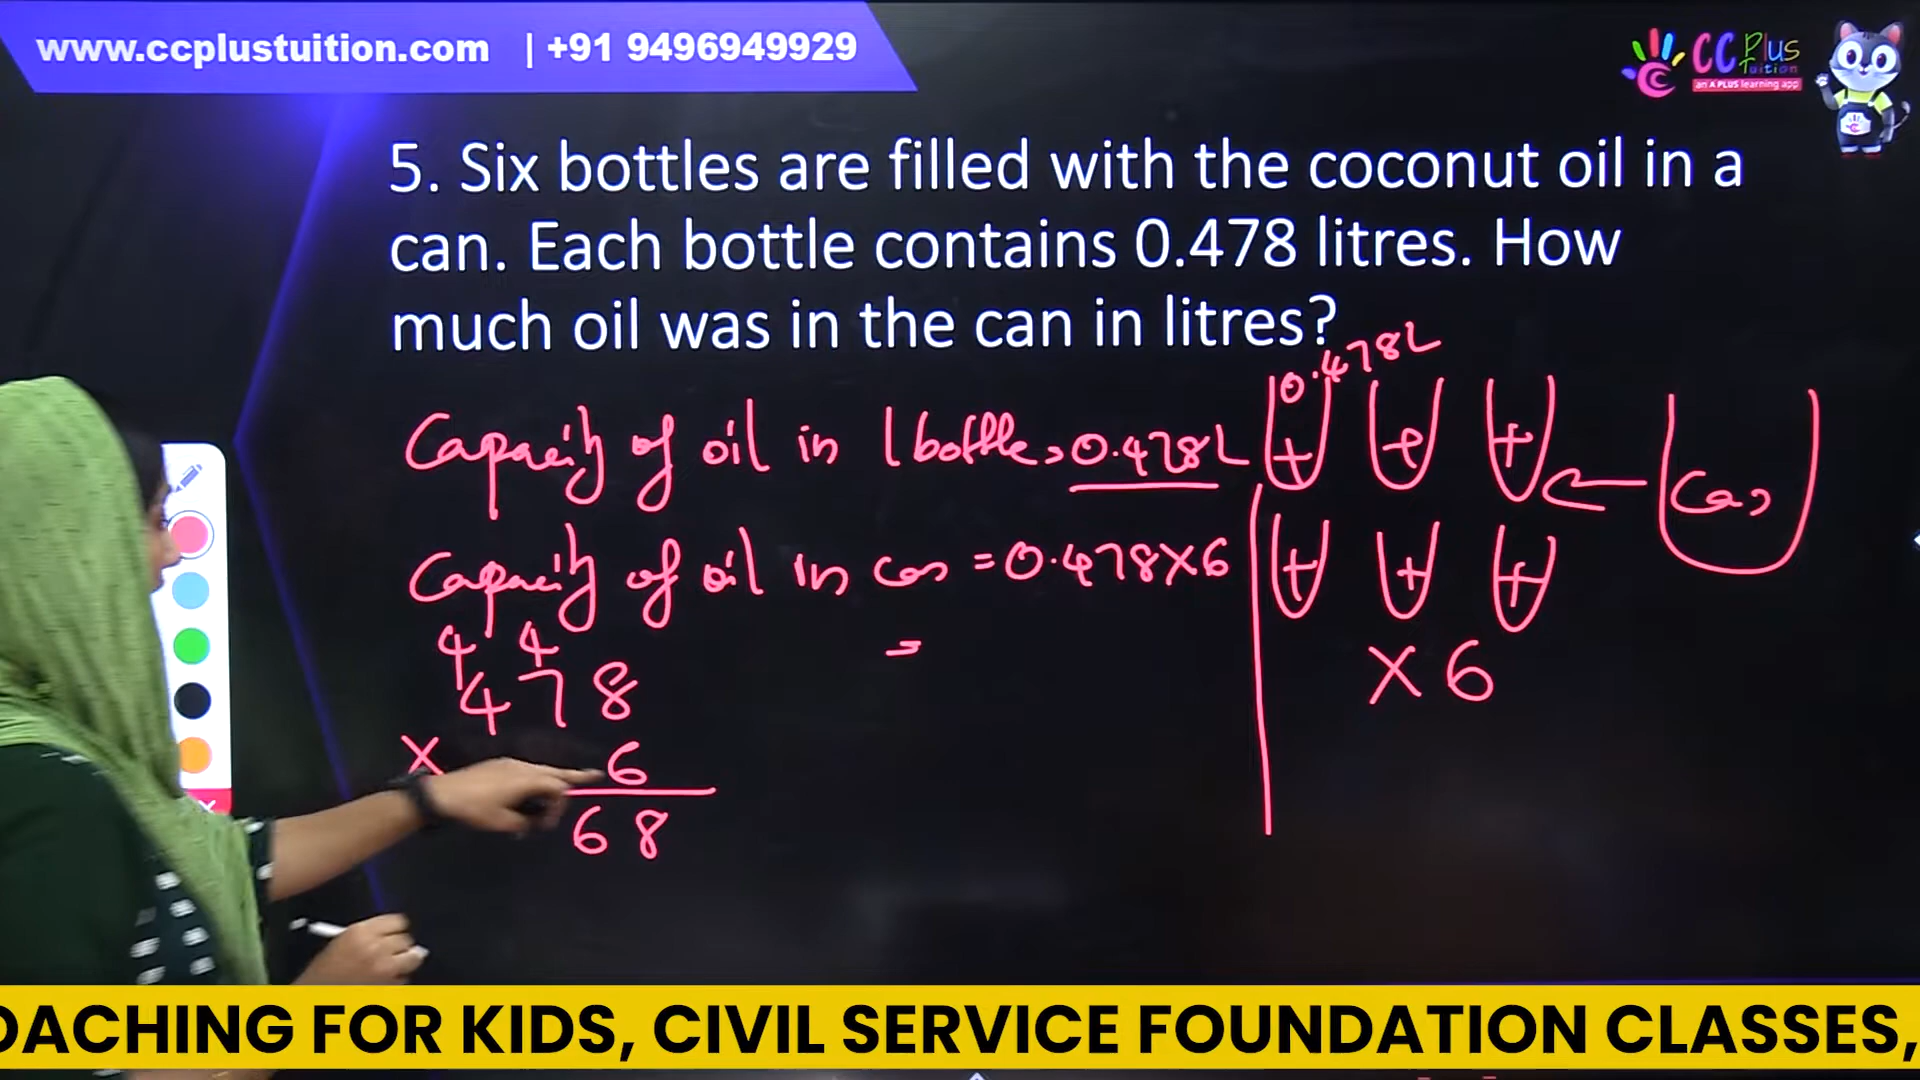 www.ccplustuition.com | +91 9496949929
CC Plus
Tuition
an A PLUS learning app
5. Six bottles are filled with the coconut oil in a
can. Each bottle contains 0.478 litres. How
much oil was in the can in litres?
0.478L
Capacity of oil in 1 bottle = 0.478L
can
Capacity of oil in can = 0.478×6
=
×6
4 4
478
× 6
68
OACHING FOR KIDS, CIVIL SERVICE FOUNDATION CLASSES,